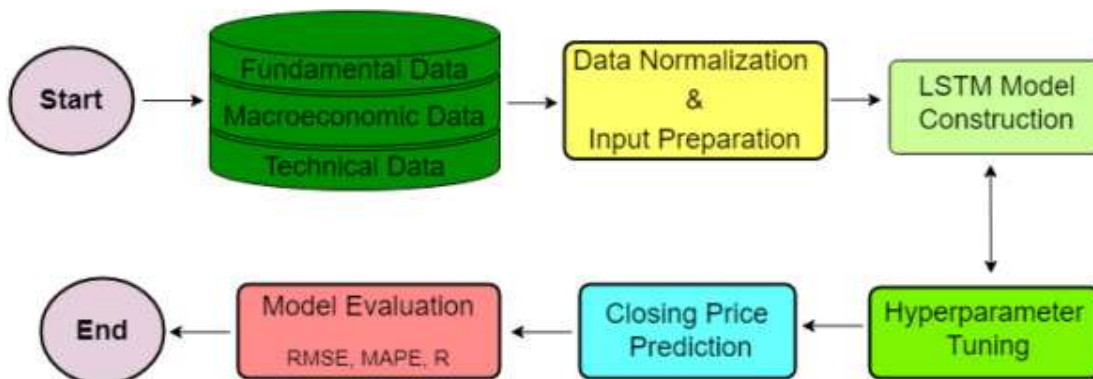 Start
Fundamental Data
Macroeconomic Data
Technical Data
Data Normalization
&
Input Preparation
LSTM Model
Construction
Hyperparameter
Tuning
Closing Price
Prediction
Model Evaluation
RMSE, MAPE, R
End